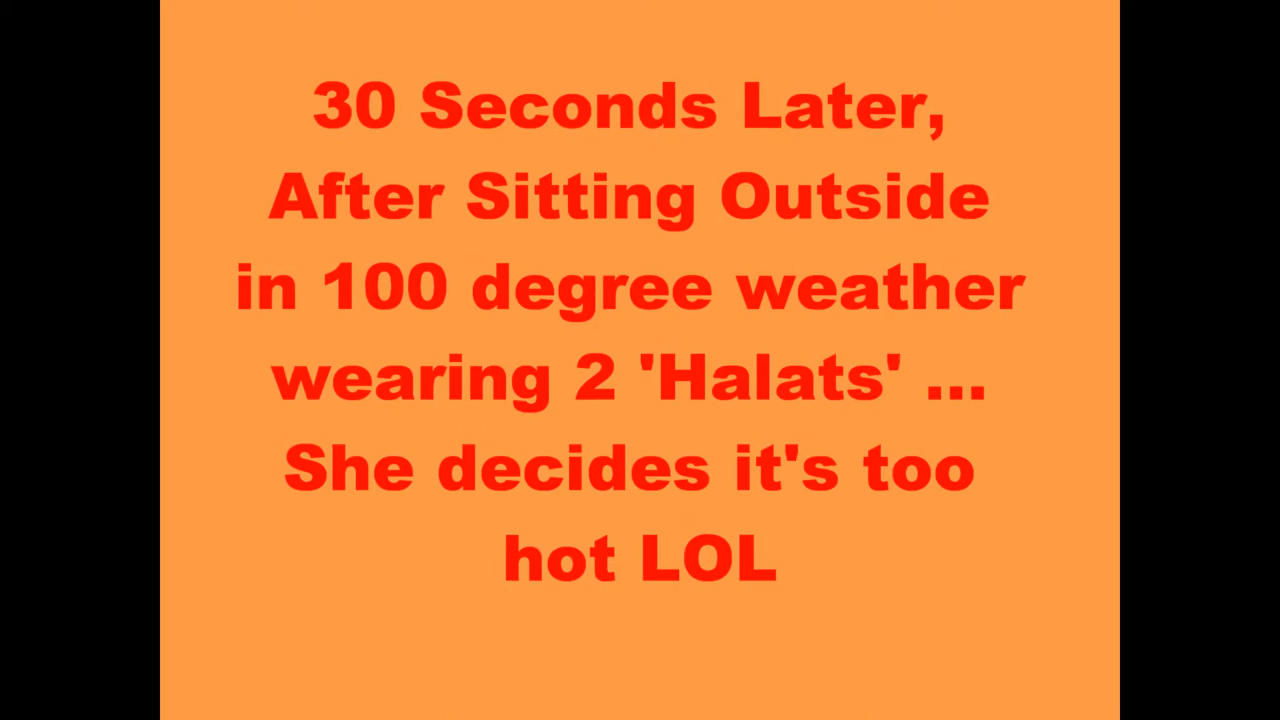 30 Seconds Later,
After Sitting Outside
in 100 degree weather
wearing 2 'Halats' ...
She decides it's too
hot LOL